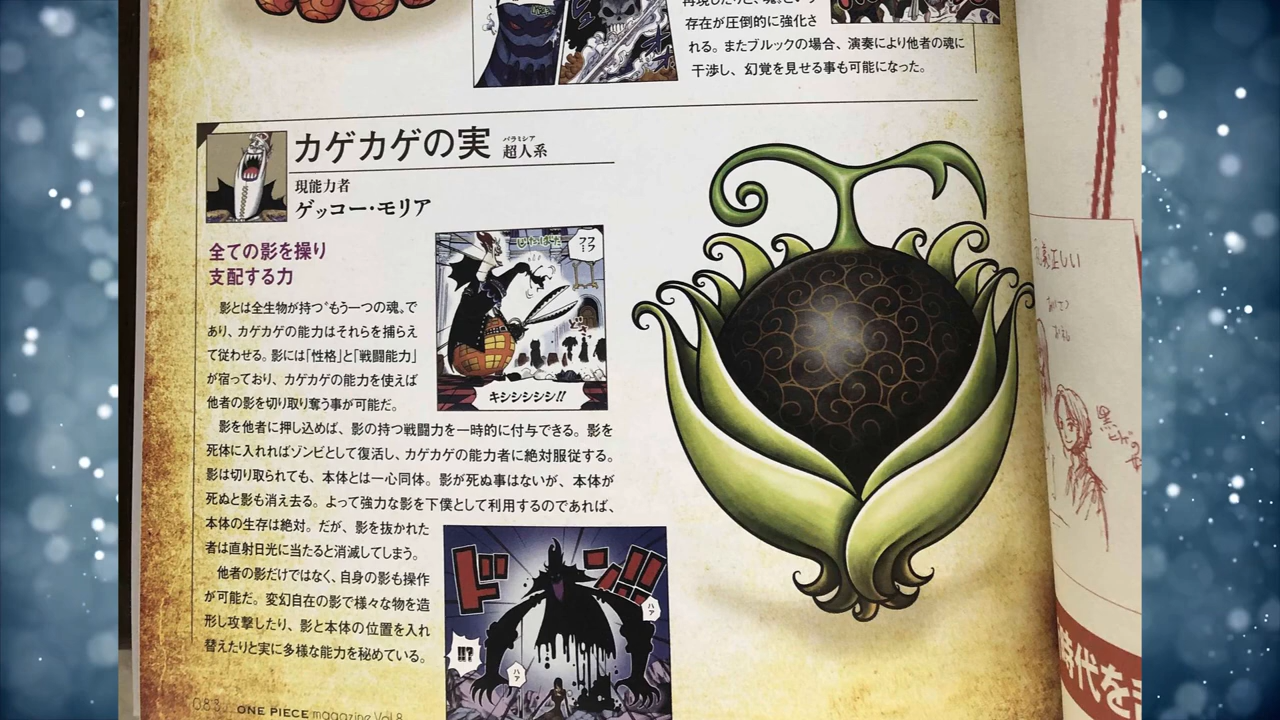 存在が圧倒的に強化さ
れる。またブルックの場合、演奏により他者の魂に
干渉し、幻覚を見せる事も可能になった。
カゲカゲの実 超人系
パラミシア
現能力者
ゲッコー・モリア
全ての影を操り
支配する力
影とは全生物が持つ“もう一つの魂”。で
あり、カゲカゲの能力はそれらを捕らえ
て従わせる。影には「性格」と「戦闘能力」
が宿っており、カゲカゲの能力を使えば
他者の影を切り取り奪う事が可能だ。
影を他者に押し込めば、影の持つ戦闘力を一時的に付与できる。影を
死体に入れればゾンビとして復活し、カゲカゲの能力者に絶対服従する。
影は切り取られても、本体とは一心同体。影が死ぬ事はないが、本体が
死ぬと影も消え去る。よって強力な影を下僕として利用するのであれば、
本体の生存は絶対。だが、影を抜かれた
者は直射日光に当たると消滅してしまう。
他者の影だけではなく、自身の影も操作
が可能だ。変幻自在の影で様々な物を造
形し攻撃したり、影と本体の位置を入れ
替えたりと実に多様な能力を秘めている。
フフ
キシシシシシ!!
ドン!!
ハァ
!!?
ハァ
正しい
時代を
083 ONE PIECE magazine Vol.8